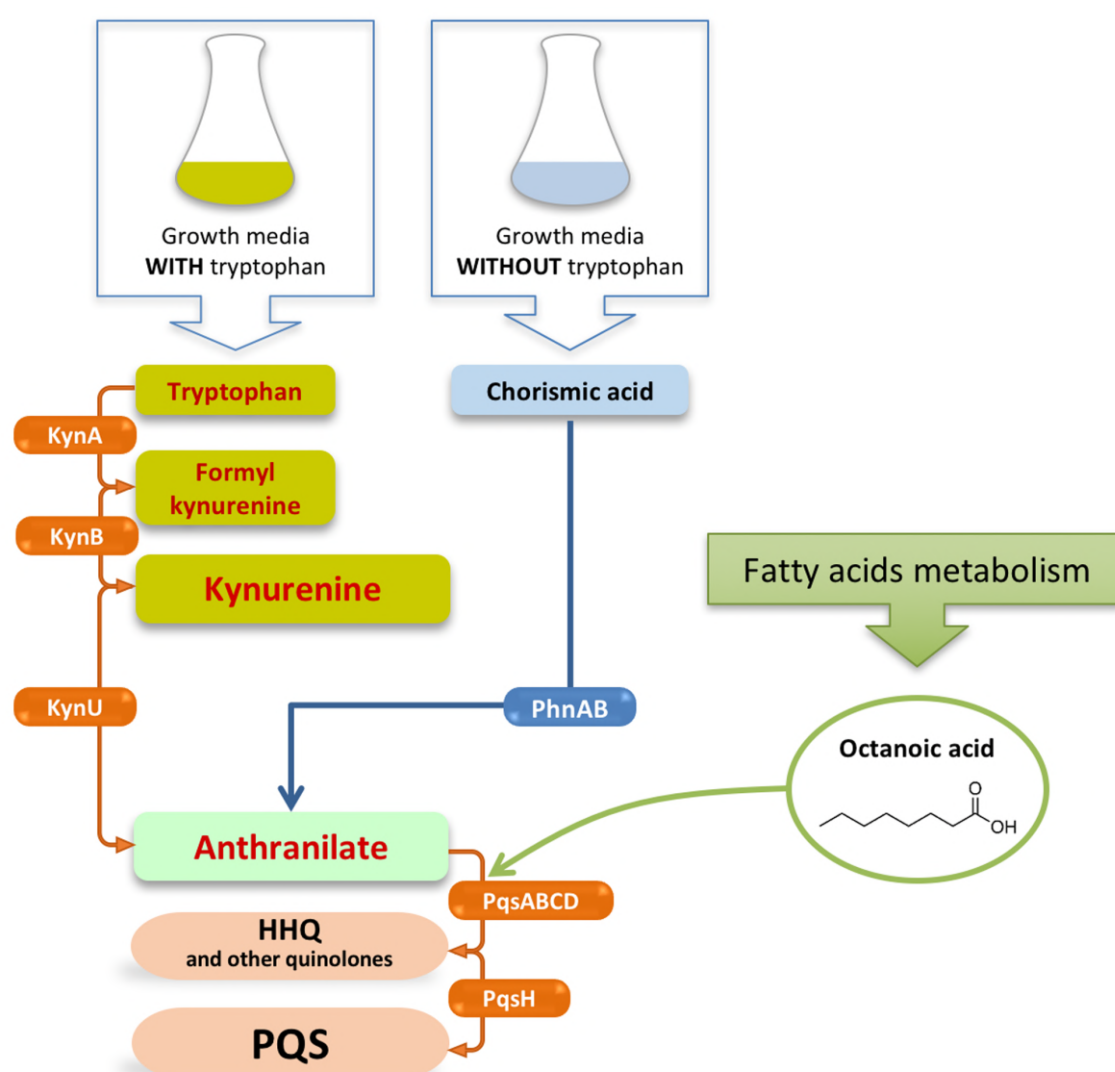 Growth media
WITH tryptophan
Growth media
WITHOUT tryptophan
Tryptophan
Chorismic acid
KynA
Formyl
kynurenine
KynB
Kynurenine
Fatty acids metabolism
KynU
PhnAB
Octanoic acid
O
OH
Anthranilate
PqsABCD
HHQ
and other quinolones
PqsH
PQS